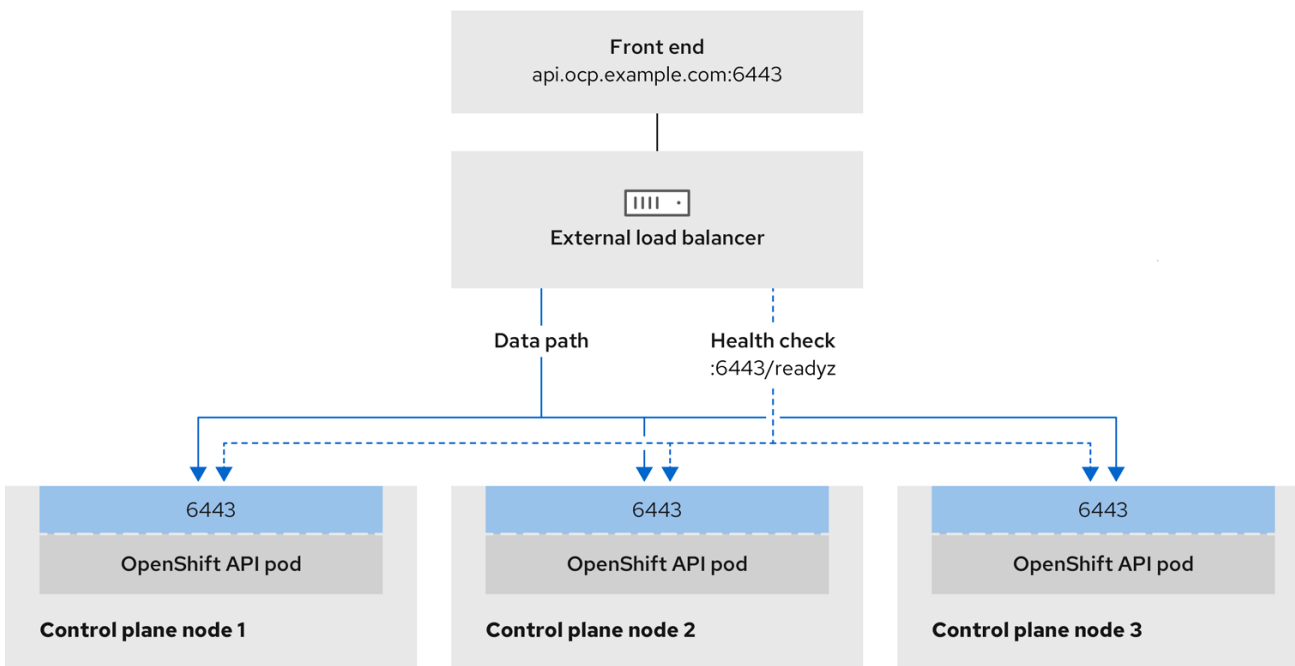 Front end
api.ocp.example.com:6443
External load balancer
Data path
Health check
:6443/readyz
6443
6443
6443
OpenShift API pod
OpenShift API pod
OpenShift API pod
Control plane node 1
Control plane node 2
Control plane node 3